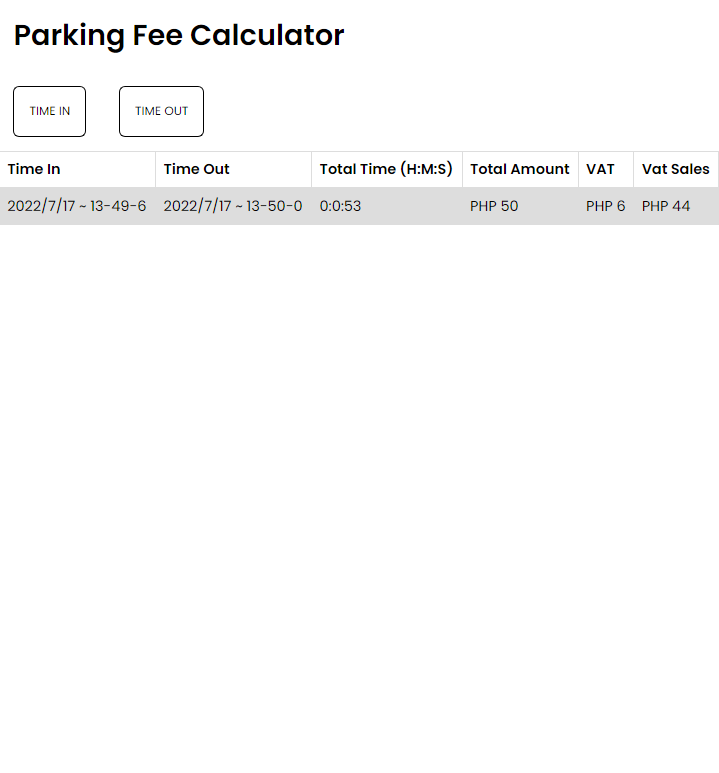 Parking Fee Calculator
TIME IN TIME OUT
Time In Time Out Total Time (H:M:S) Total Amount VAT Vat Sales
2022/7/17 ~ 13-49-6 2022/7/17 ~ 13-50-0 0:0:53 PHP 50 PHP 6 PHP 44